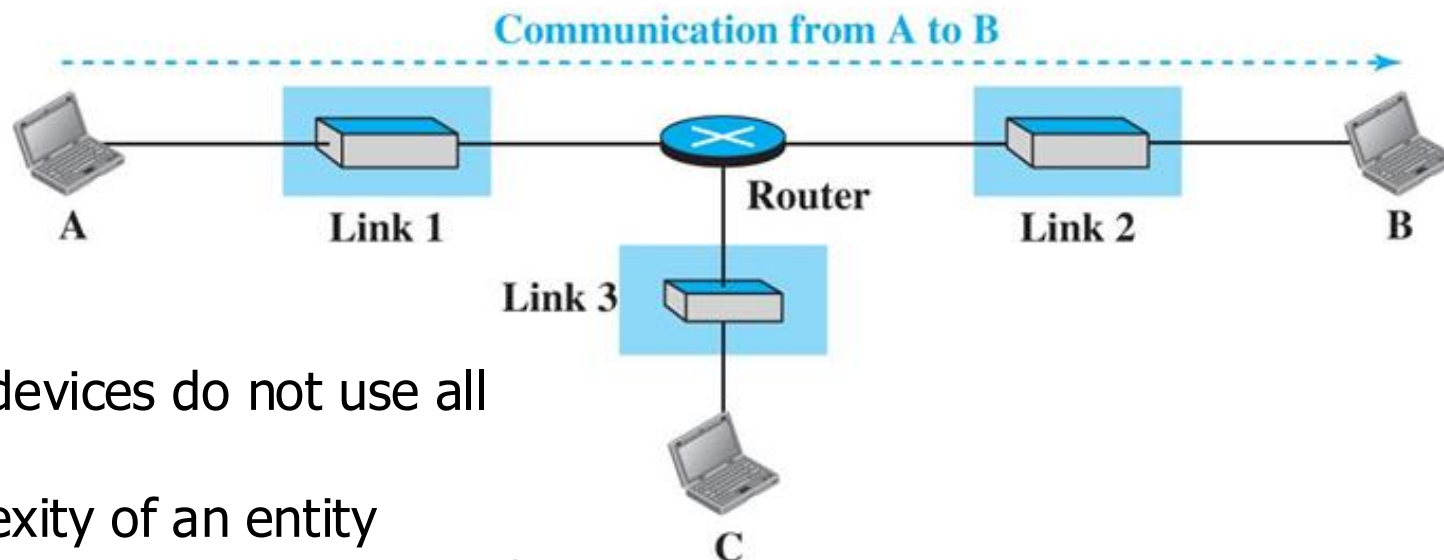 Communication from A to B
Router
A
Link 1
Link 2
B
Link 3
devices do not use all
exity of an entity
C